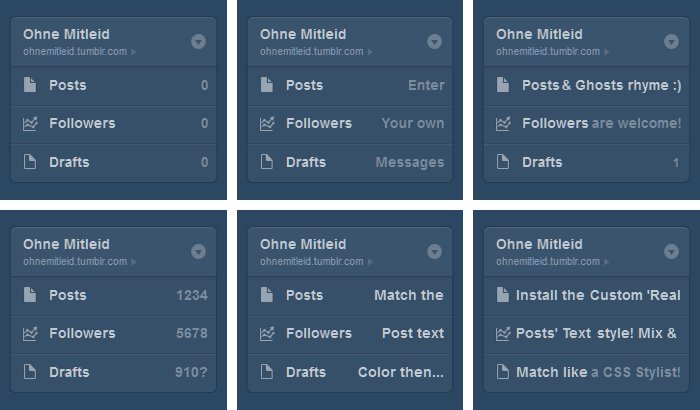 Ohne Mitleid
ohnemitleid.tumblr.com
Posts 0
Followers 0
Drafts 0
Ohne Mitleid
ohnemitleid.tumblr.com
Posts Enter
Followers Your own
Drafts Messages
Ohne Mitleid
ohnemitleid.tumblr.com
Posts & Ghosts rhyme :)
Followers are welcome!
Drafts 1
Ohne Mitleid
ohnemitleid.tumblr.com
Posts 1234
Followers 5678
Drafts 910?
Ohne Mitleid
ohnemitleid.tumblr.com
Posts Match the
Followers Post text
Drafts Color then...
Ohne Mitleid
ohnemitleid.tumblr.com
Install the Custom 'Real
Posts' Text style! Mix &
Match like a CSS Stylist!